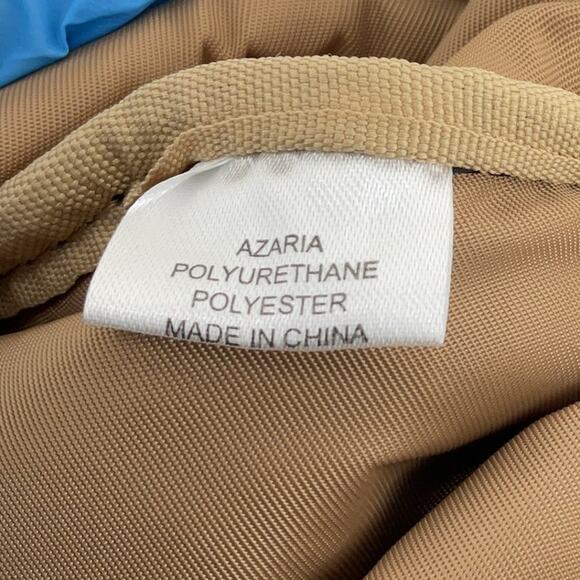 AZARIA
POLYURETHANE
POLYESTER
MADE IN CHINA